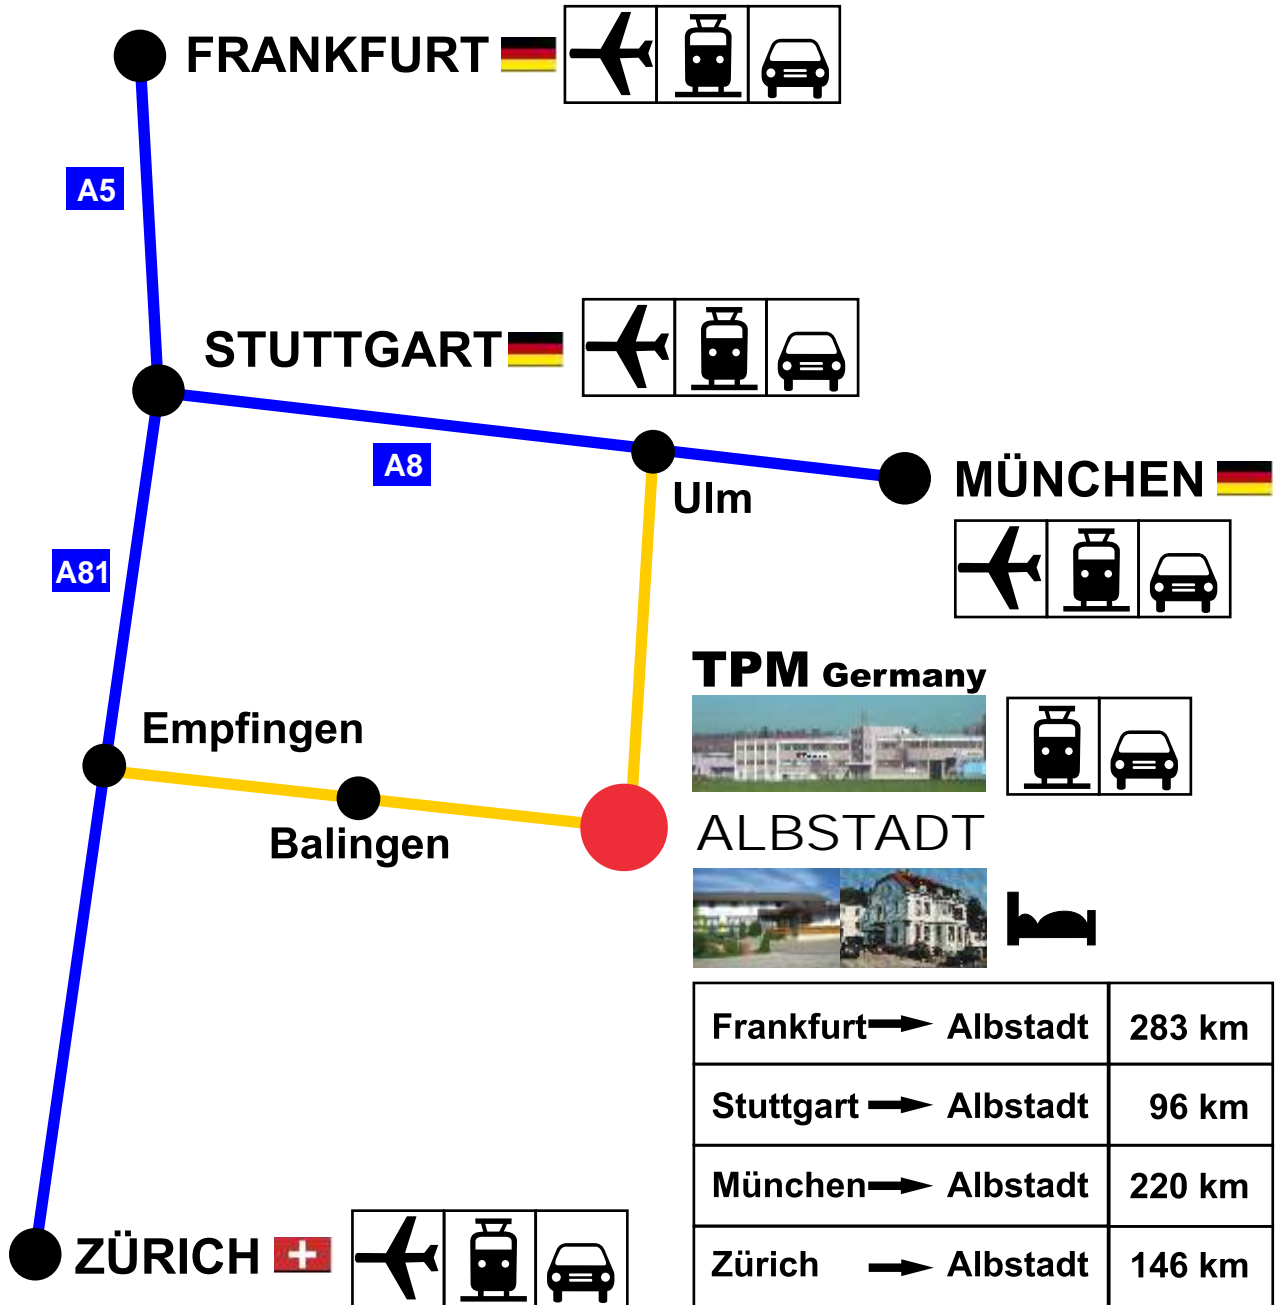 FRANKFURT
A5
STUTTGART
A8
Ulm
MÜNCHEN
A81
TPM Germany
Empfingen
Balingen
ALBSTADT
Frankfurt Albstadt 283 km
Stuttgart Albstadt 96 km
München Albstadt 220 km
Zürich Albstadt 146 km
ZÜRICH